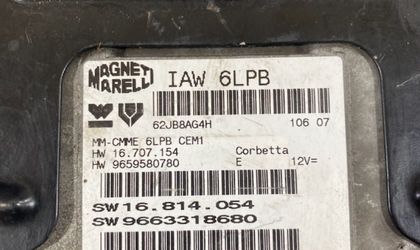 MAGNETI
MARELLI
IAW 6LPB
62JB8AG4H 106 07
MM-CMME 6LPB CEM1
HW 16.707.154 Corbetta
HW 9659580780 E 12V=
SW 16.814.054
SW 9663318680